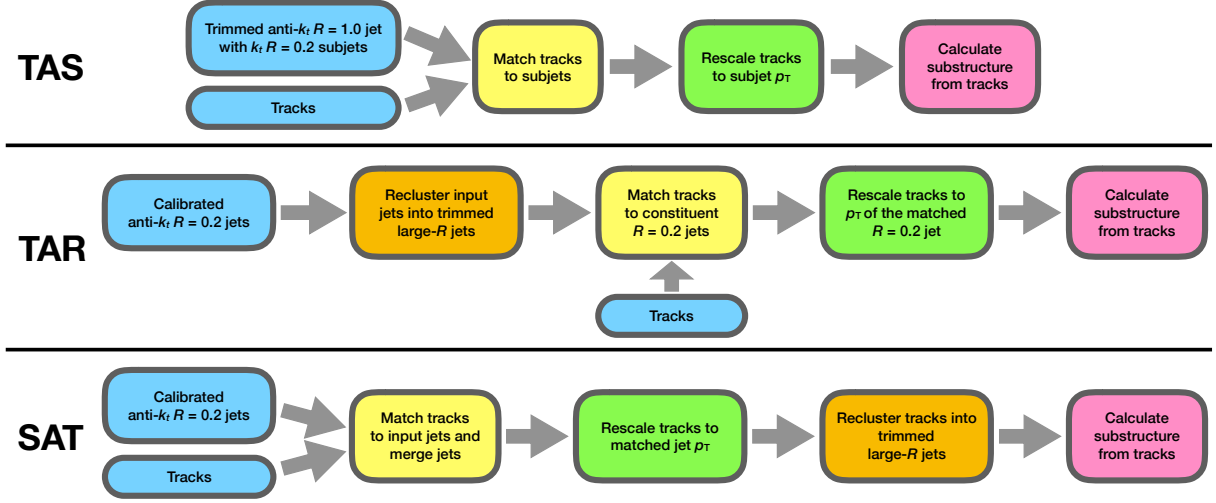 TAS
Trimmed anti-kₜ R = 1.0 jet
with kₜ R = 0.2 subjets
Tracks
Match tracks
to subjets
Rescale tracks
to subjet pT
Calculate
substructure
from tracks
TAR
Calibrated
anti-kₜ R = 0.2 jets
Recluster input
jets into trimmed
large-R jets
Match tracks
to constituent
R = 0.2 jets
Tracks
Rescale tracks to
pT of the matched
R = 0.2 jet
Calculate
substructure
from tracks
SAT
Calibrated
anti-kₜ R = 0.2 jets
Tracks
Match tracks
to input jets and
merge jets
Rescale tracks to
matched jet pT
Recluster tracks into
trimmed
large-R jets
Calculate
substructure
from tracks